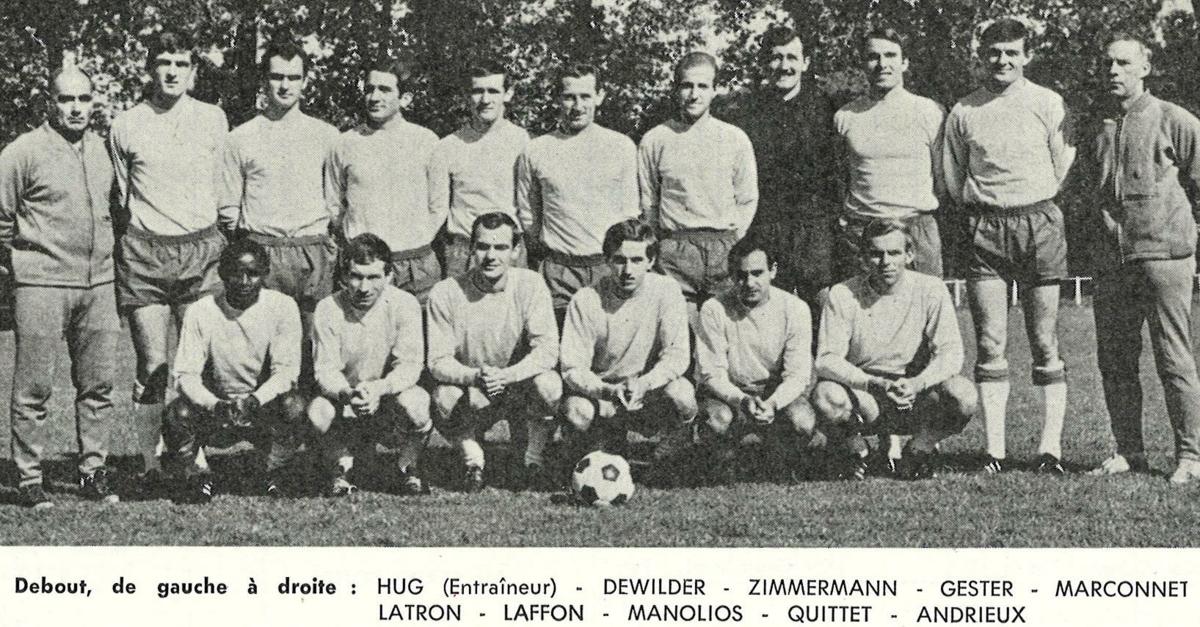 Debout, de gauche à droite : HUG (Entraîneur) - DEWILDER - ZIMMERMANN - GESTER - MARCONNET
LATRON - LAFFON - MANOLIOS - QUITTET - ANDRIEUX